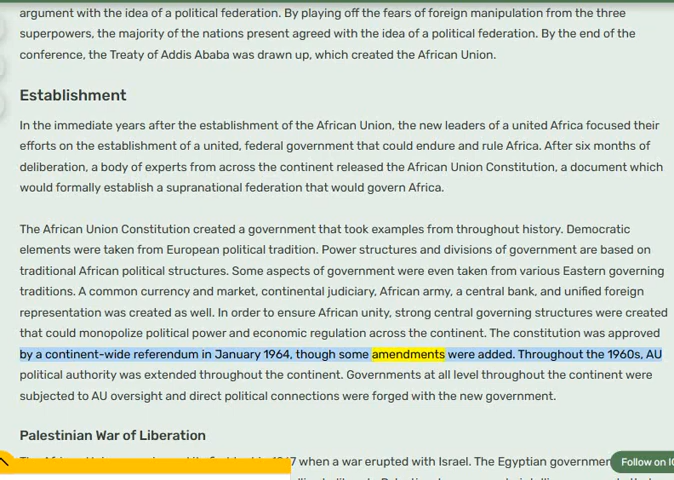 argument with the idea of a political federation. By playing off the fears of foreign manipulation from the three
superpowers, the majority of the nations present agreed with the idea of a political federation. By the end of the
conference, the Treaty of Addis Ababa was drawn up, which created the African Union.
Establishment
In the immediate years after the establishment of the African Union, the new leaders of a united Africa focused their
efforts on the establishment of a united, federal government that could endure and rule Africa. After six months of
deliberation, a body of experts from across the continent released the African Union Constitution, a document which
would formally establish a supranational federation that would govern Africa.
The African Union Constitution created a government that took examples from throughout history. Democratic
elements were taken from European political tradition. Power structures and divisions of government are based on
traditional African political structures. Some aspects of government were even taken from various Eastern governing
traditions. A common currency and market, continental judiciary, African army, a central bank, and unified foreign
representation was created as well. In order to ensure African unity, strong central governing structures were created
that could monopolize political power and economic regulation across the continent. The constitution was approved
by a continent-wide referendum in January 1964, though some amendments were added. Throughout the 1960s, AU
political authority was extended throughout the continent. Governments at all level throughout the continent were
subjected to AU oversight and direct political connections were forged with the new government.
Palestinian War of Liberation
7 when a war erupted with Israel. The Egyptian governmen
Follow on